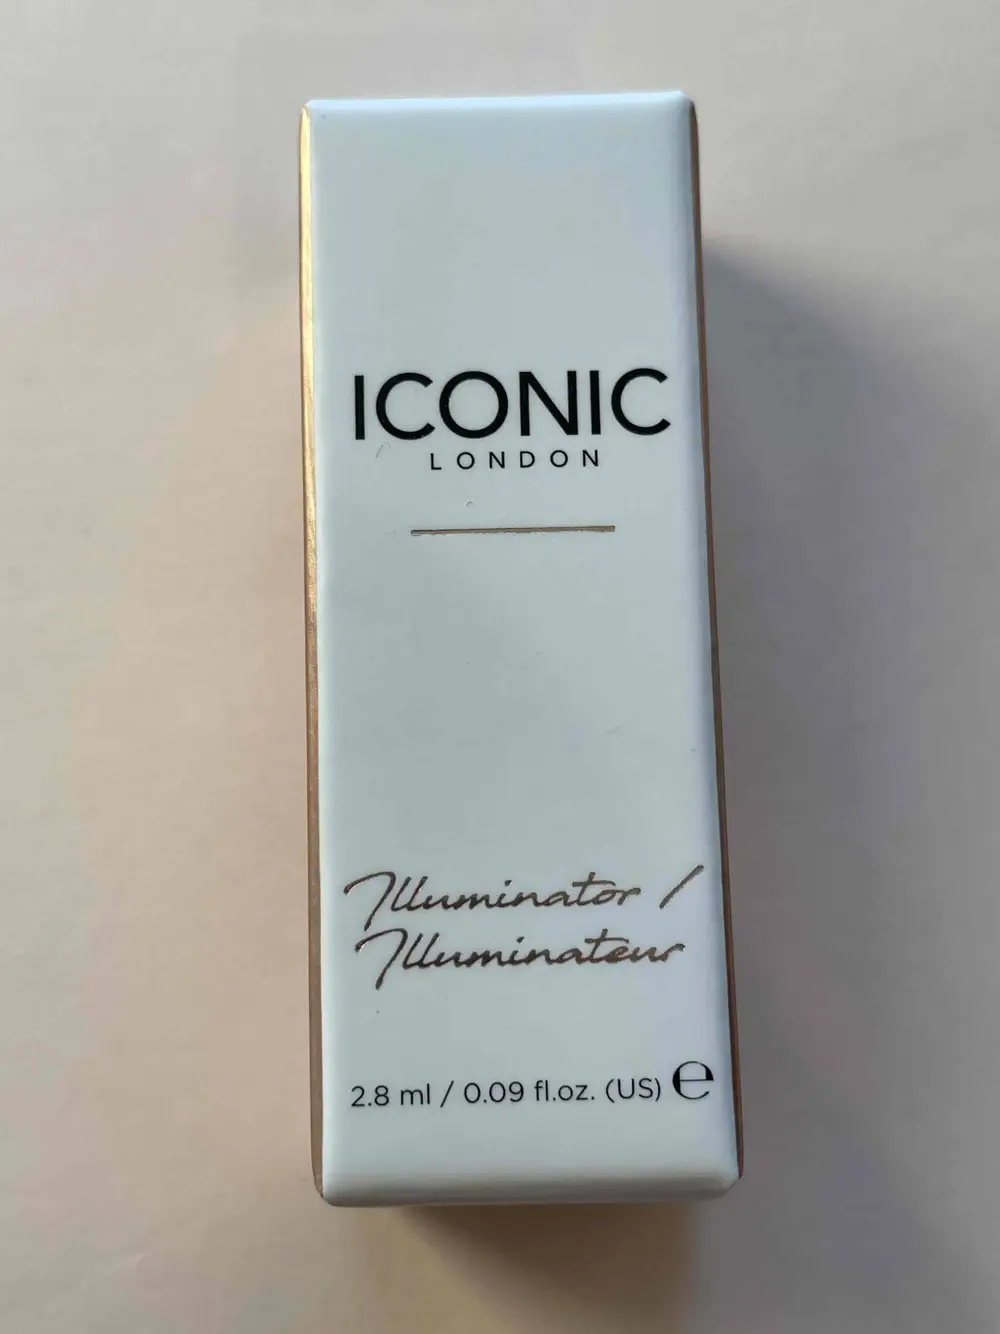 ICONIC
LONDON
Illuminator /
Illuminateur
2.8 ml / 0.09 fl.oz. (US) ℮